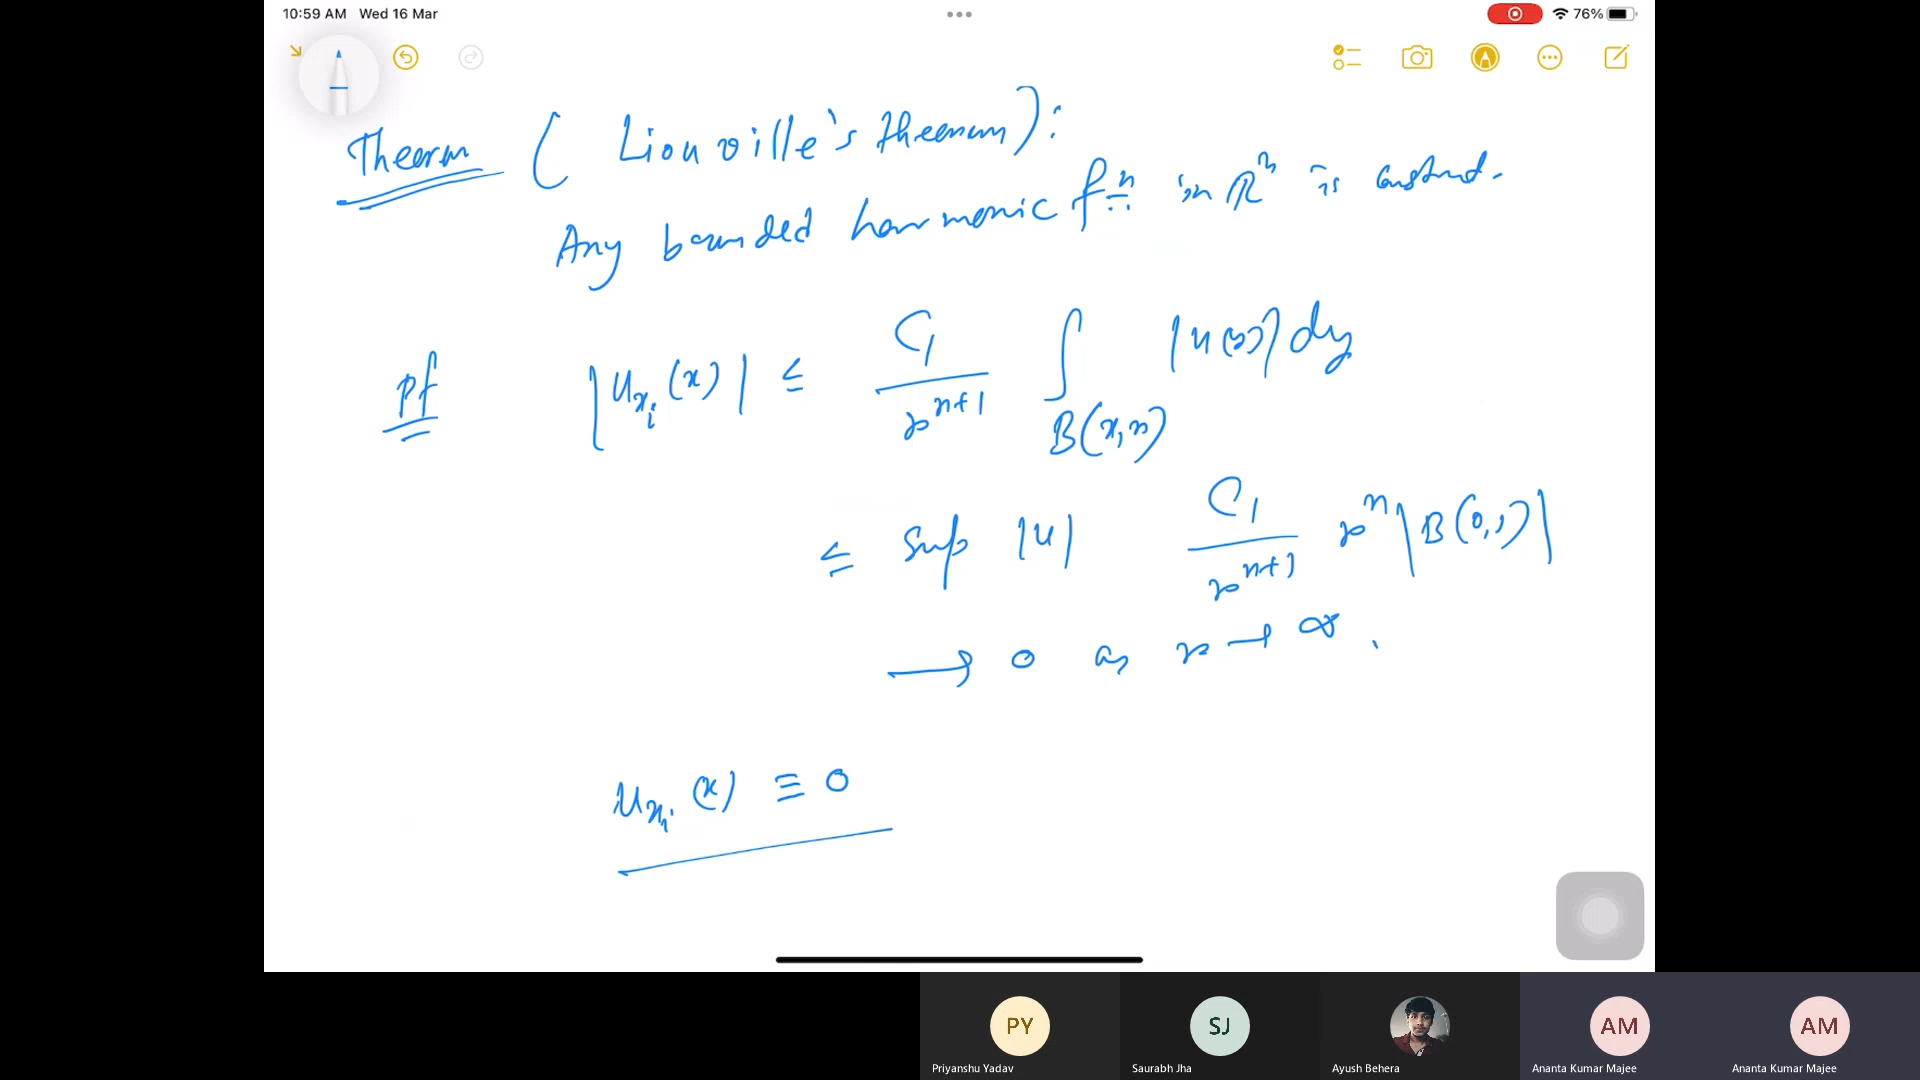 10:59 AM Wed 16 Mar
76%
Theorem ( Liouville's theorem ):
Any bounded harmonic fⁿ in ℝⁿ is constant.
Pf |u_{x_i}(x)| ≤ C₁ / r^{n+1} ∫_{B(x,r)} |u(y)| dy
≤ Sup |u| C₁ / r^{n+1} rⁿ |B(0,1)|
→ 0 as r → ∞.
u_{x_i}(x) ≡ 0
PY SJ AM AM
Priyanshu Yadav Saurabh Jha Ayush Behera Ananta Kumar Majee Ananta Kumar Majee